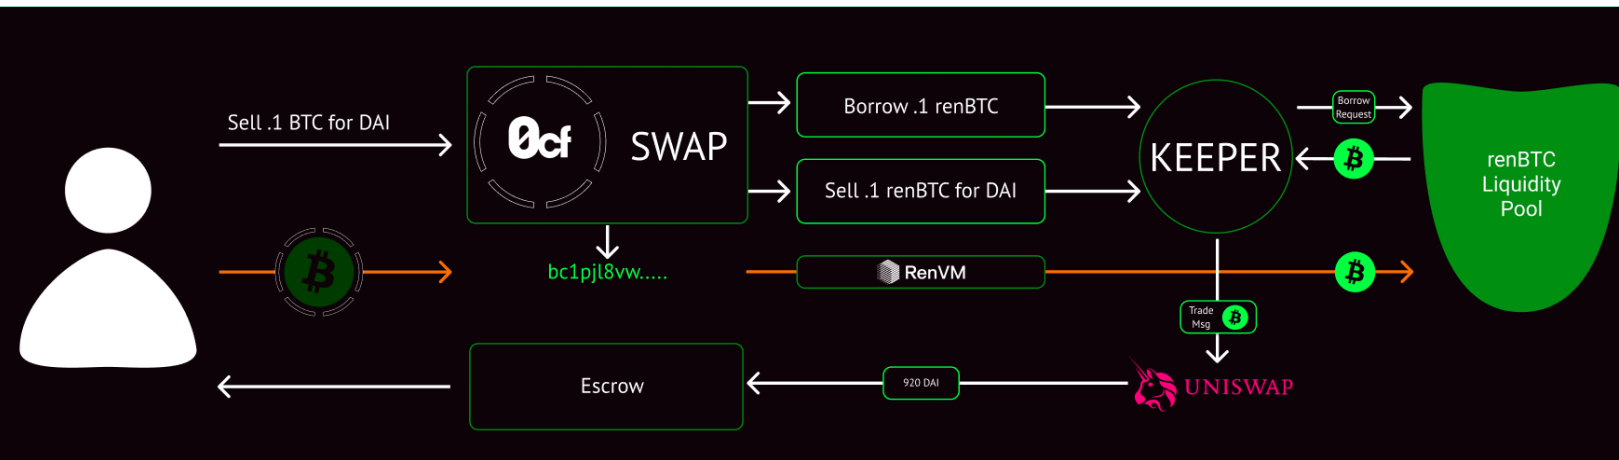 Sell .1 BTC for DAI
0cf
SWAP
Borrow .1 renBTC
Sell .1 renBTC for DAI
KEEPER
Borrow
Request
renBTC
Liquidity
Pool
bc1pjl8vw.....
RenVM
Trade
Msg
Escrow
920 DAI
UNISWAP